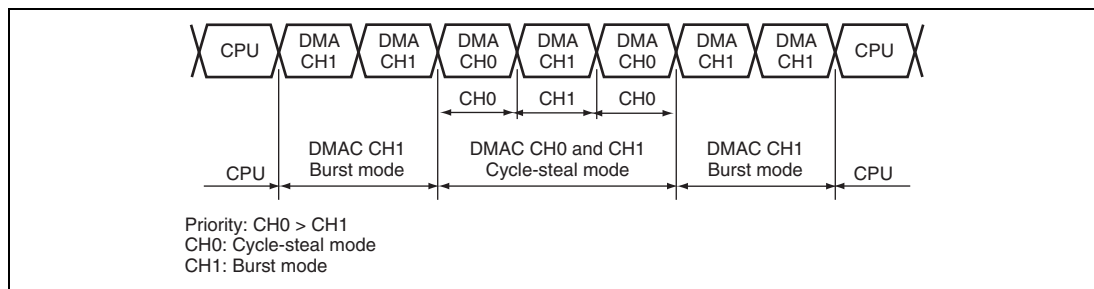 CPU DMA CH1 DMA CH1 DMA CH0 DMA CH1 DMA CH0 DMA CH1 DMA CH1 CPU
CH0 CH1 CH0
DMAC CH1 DMAC CH0 and CH1 DMAC CH1
CPU Burst mode Cycle-steal mode Burst mode CPU
Priority: CH0 > CH1
CH0: Cycle-steal mode
CH1: Burst mode